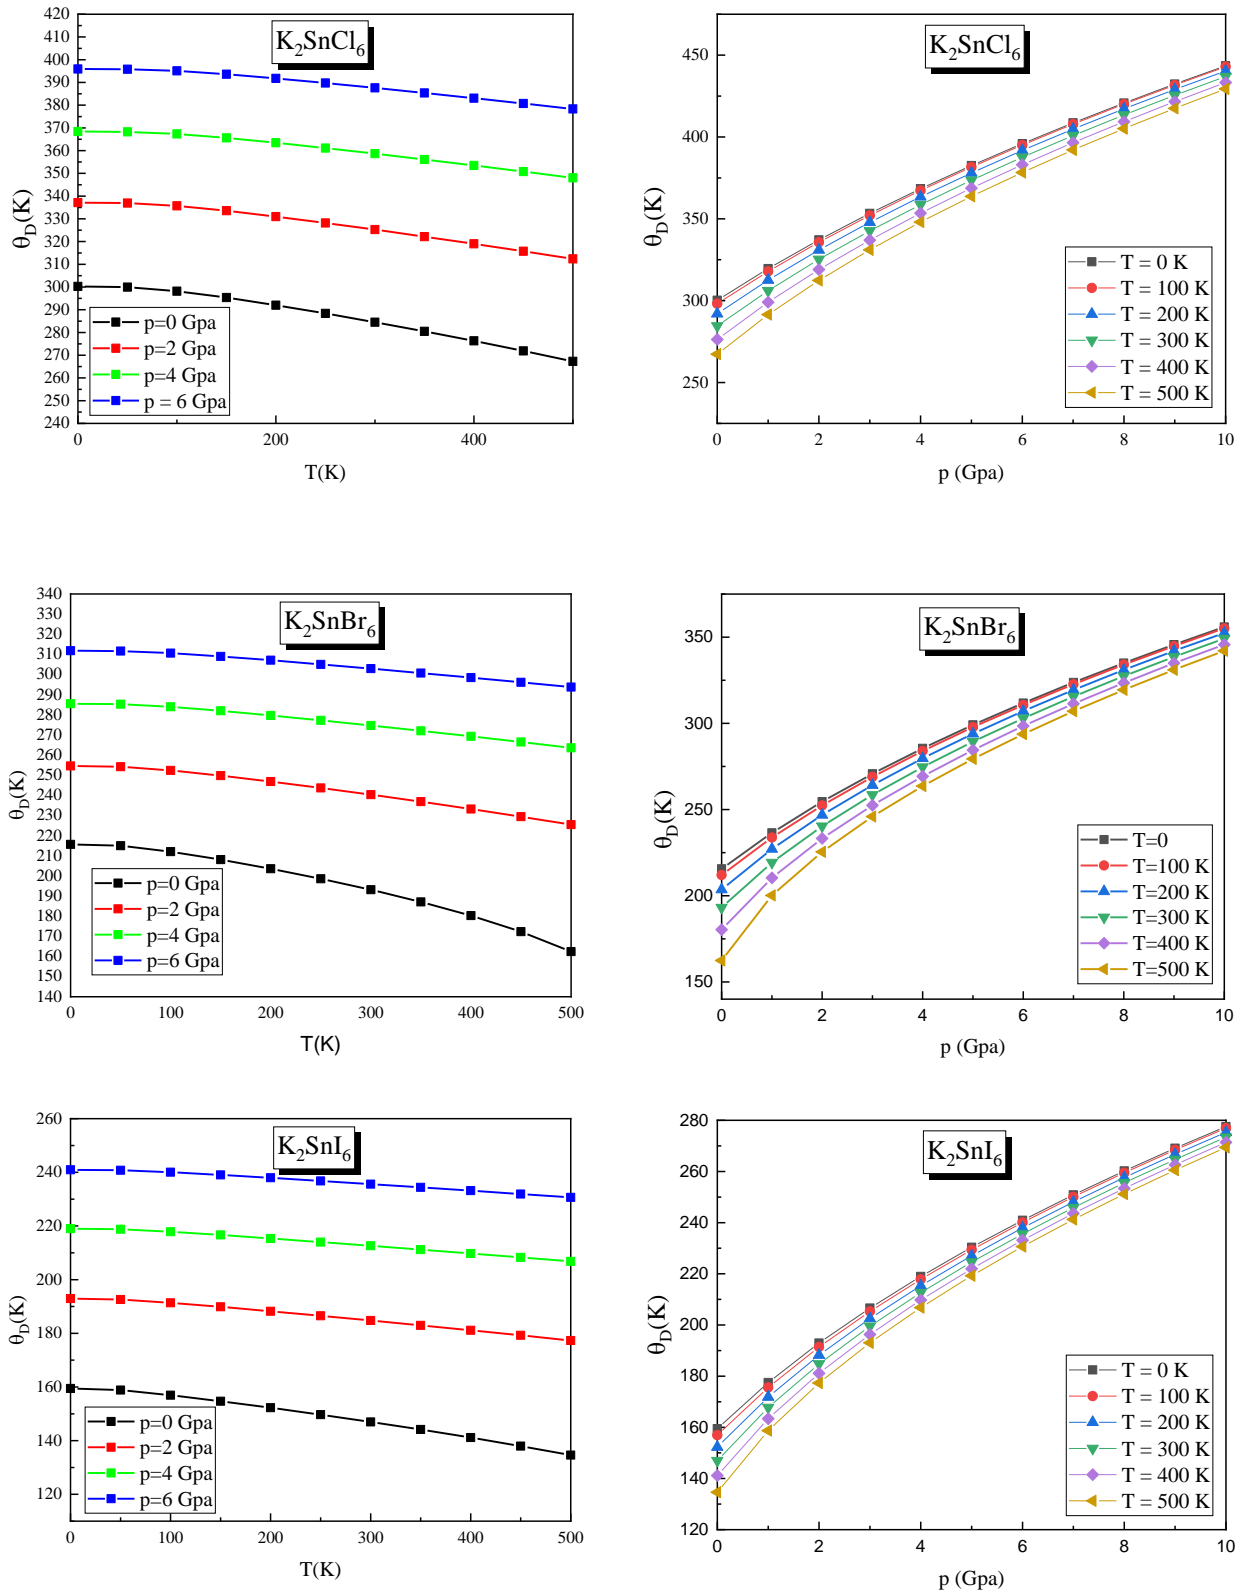 K₂SnCl₆
420
410
400
390
380
370
360
350
340
330
320
310
300
290
280
270
260
250
240
θ_D(K)
p=0 Gpa
p=2 Gpa
p=4 Gpa
p = 6 Gpa
0 200 400
T(K)
K₂SnCl₆
450
400
350
300
250
θ_D(K)
T = 0 K
T = 100 K
T = 200 K
T = 300 K
T = 400 K
T = 500 K
0 2 4 6 8 10
p (Gpa)
K₂SnBr₆
340
330
320
310
300
290
280
270
260
250
240
230
220
210
200
190
180
170
160
150
140
θ_D(K)
p=0 Gpa
p=2 Gpa
p=4 Gpa
p=6 Gpa
0 100 200 300 400 500
T(K)
K₂SnBr₆
350
300
250
200
150
θ_D(K)
T=0
T=100 K
T=200 K
T=300 K
T=400 K
T=500 K
0 2 4 6 8 10
p (Gpa)
K₂SnI₆
260
240
220
200
180
160
140
120
θ_D(K)
p=0 Gpa
p=2 Gpa
p=4 Gpa
p=6 Gpa
0 100 200 300 400 500
T(K)
K₂SnI₆
280
260
240
220
200
180
160
140
120
θ_D(K)
T = 0 K
T = 100 K
T = 200 K
T = 300 K
T = 400 K
T = 500 K
0 2 4 6 8 10
p (Gpa)